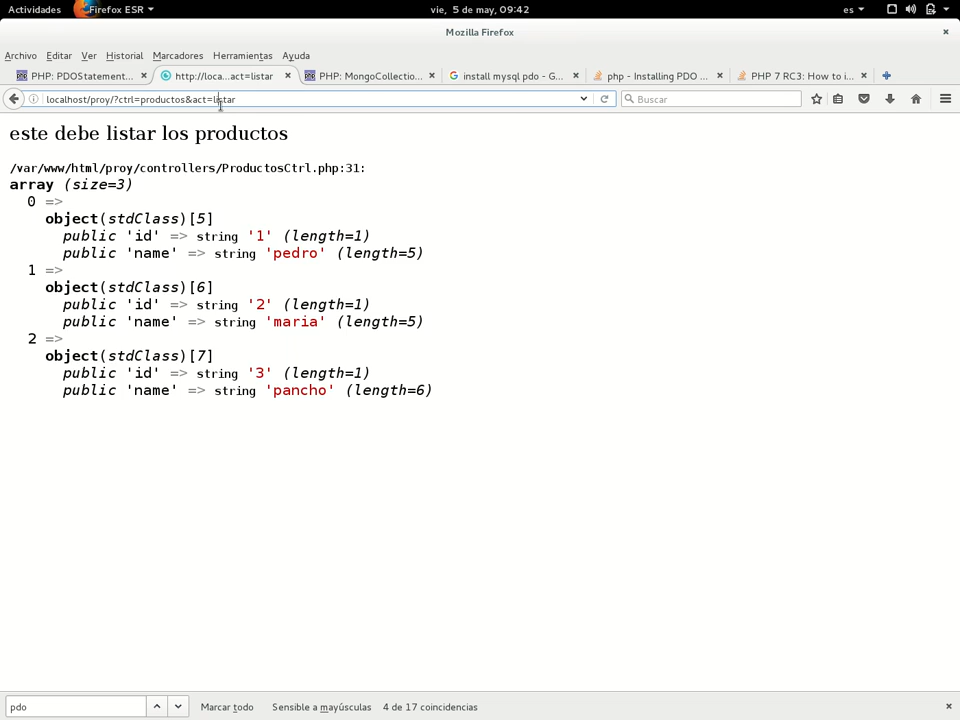 Actividades Firefox ESR vie, 5 de may, 09:42 es
Mozilla Firefox
Archivo Editar Ver Historial Marcadores Herramientas Ayuda
PHP: PDOStatement... http://loca...act=listar PHP: MongoCollectio... install mysql pdo - G... php - Installing PDO ... PHP 7 RC3: How to i...
localhost/proy/?ctrl=productos&act=listar Buscar
este debe listar los productos
/var/www/html/proy/controllers/ProductosCtrl.php:31:
array (size=3)
0 =>
object(stdClass)[5]
public 'id' => string '1' (length=1)
public 'name' => string 'pedro' (length=5)
1 =>
object(stdClass)[6]
public 'id' => string '2' (length=1)
public 'name' => string 'maria' (length=5)
2 =>
object(stdClass)[7]
public 'id' => string '3' (length=1)
public 'name' => string 'pancho' (length=6)
pdo Marcar todo Sensible a mayúsculas 4 de 17 coincidencias